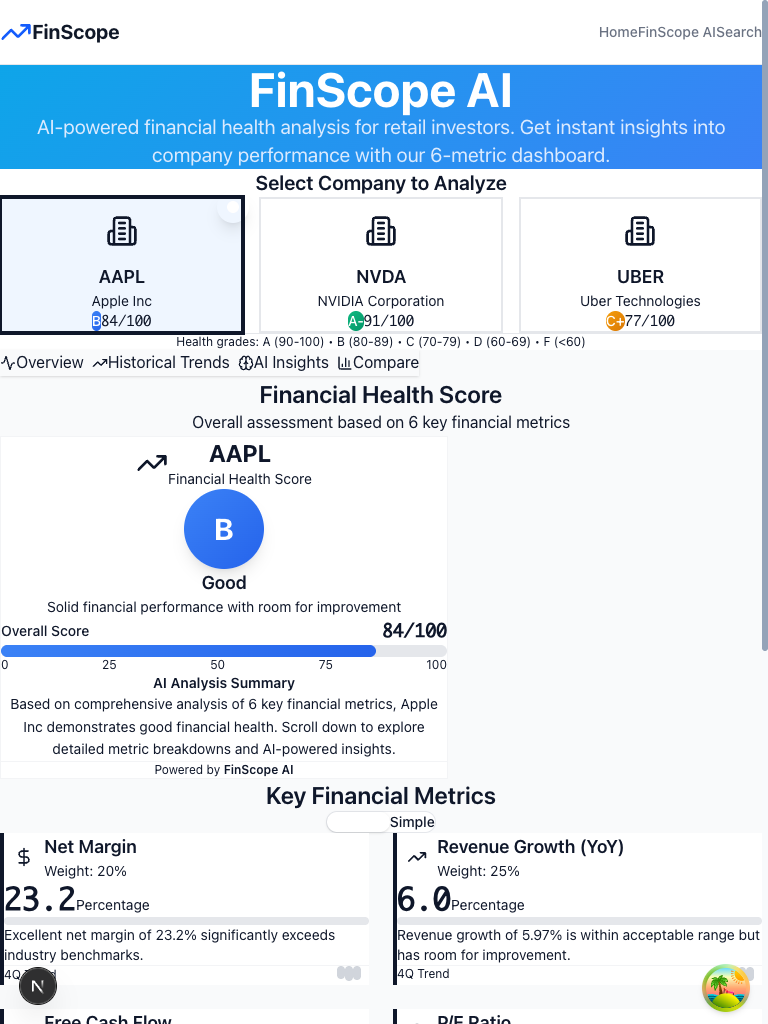 FinScope
Home FinScope AI Search
FinScope AI
AI-powered financial health analysis for retail investors. Get instant insights into
company performance with our 6-metric dashboard.
Select Company to Analyze
AAPL
Apple Inc
B 84/100
NVDA
NVIDIA Corporation
A- 91/100
UBER
Uber Technologies
C+ 77/100
Health grades: A (90-100) • B (80-89) • C (70-79) • D (60-69) • F (<60)
Overview Historical Trends AI Insights Compare
Financial Health Score
Overall assessment based on 6 key financial metrics
AAPL
Financial Health Score
B
Good
Solid financial performance with room for improvement
Overall Score 84/100
0 25 50 75 100
AI Analysis Summary
Based on comprehensive analysis of 6 key financial metrics, Apple
Inc demonstrates good financial health. Scroll down to explore
detailed metric breakdowns and AI-powered insights.
Powered by FinScope AI
Key Financial Metrics
Simple
Net Margin
Weight: 20%
23.2 Percentage
Excellent net margin of 23.2% significantly exceeds
industry benchmarks.
4Q
N
Revenue Growth (YoY)
Weight: 25%
6.0 Percentage
Revenue growth of 5.97% is within acceptable range but
has room for improvement.
4Q Trend
Free Cash Flow
P/E Ratio